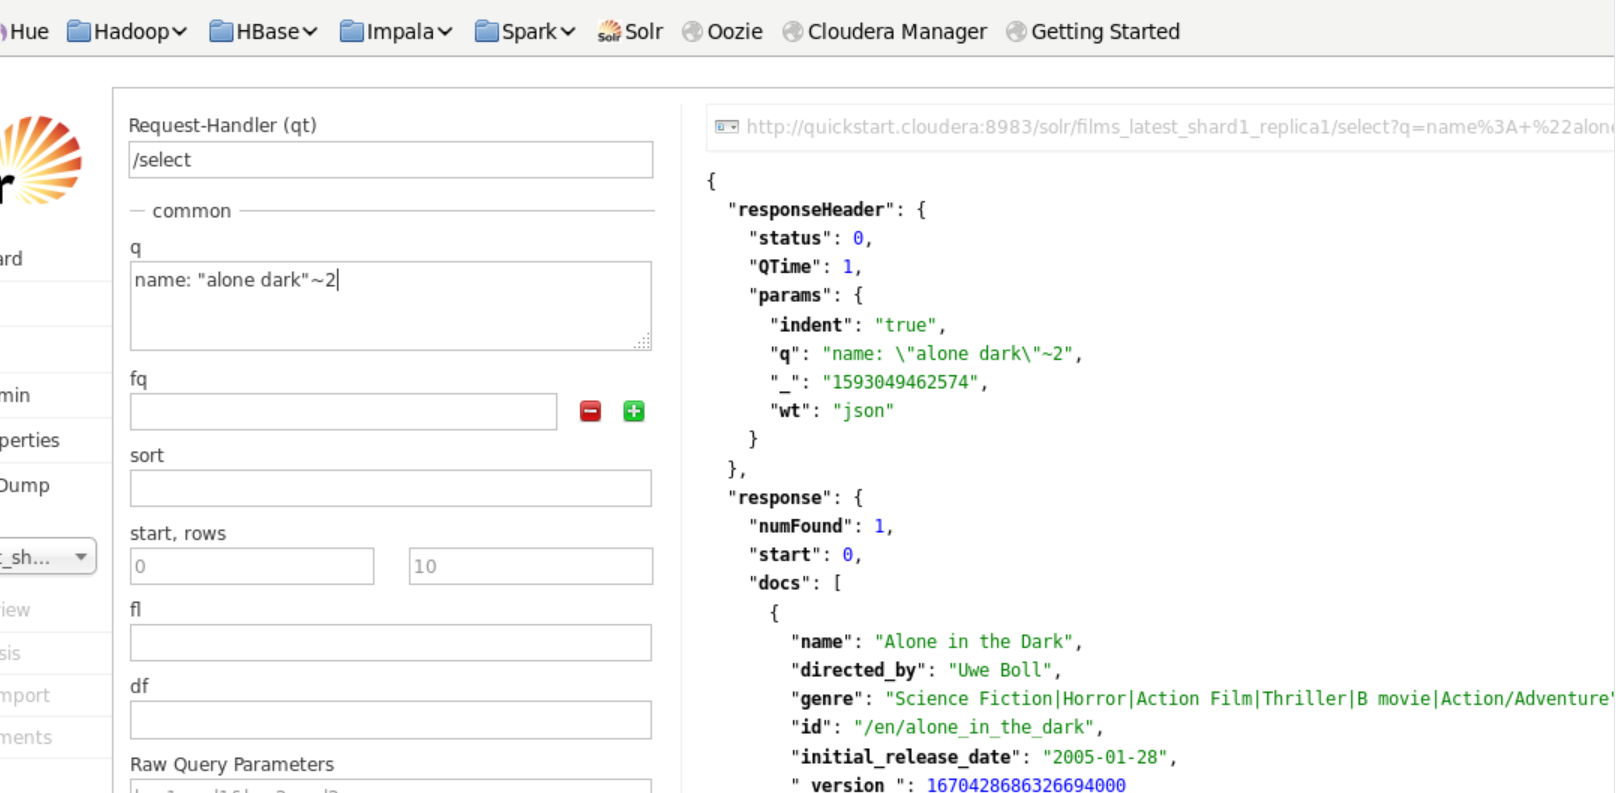 Hue Hadoop HBase Impala Spark Solr Oozie Cloudera Manager Getting Started
Request-Handler (qt)
/select
common
q
name: "alone dark"~2
fq
sort
start, rows
0 10
fl
df
Raw Query Parameters
r
ard
min
perties
Dump
t_sh...
iew
sis
mport
ments
http://quickstart.cloudera:8983/solr/films_latest_shard1_replica1/select?q=name%3A+%22alone
{
"responseHeader": {
"status": 0,
"QTime": 1,
"params": {
"indent": "true",
"q": "name: \"alone dark\"~2",
"_": "1593049462574",
"wt": "json"
}
},
"response": {
"numFound": 1,
"start": 0,
"docs": [
{
"name": "Alone in the Dark",
"directed_by": "Uwe Boll",
"genre": "Science Fiction|Horror|Action Film|Thriller|B movie|Action/Adventure"
"id": "/en/alone_in_the_dark",
"initial_release_date": "2005-01-28",
"_version_": 1670428686326694000